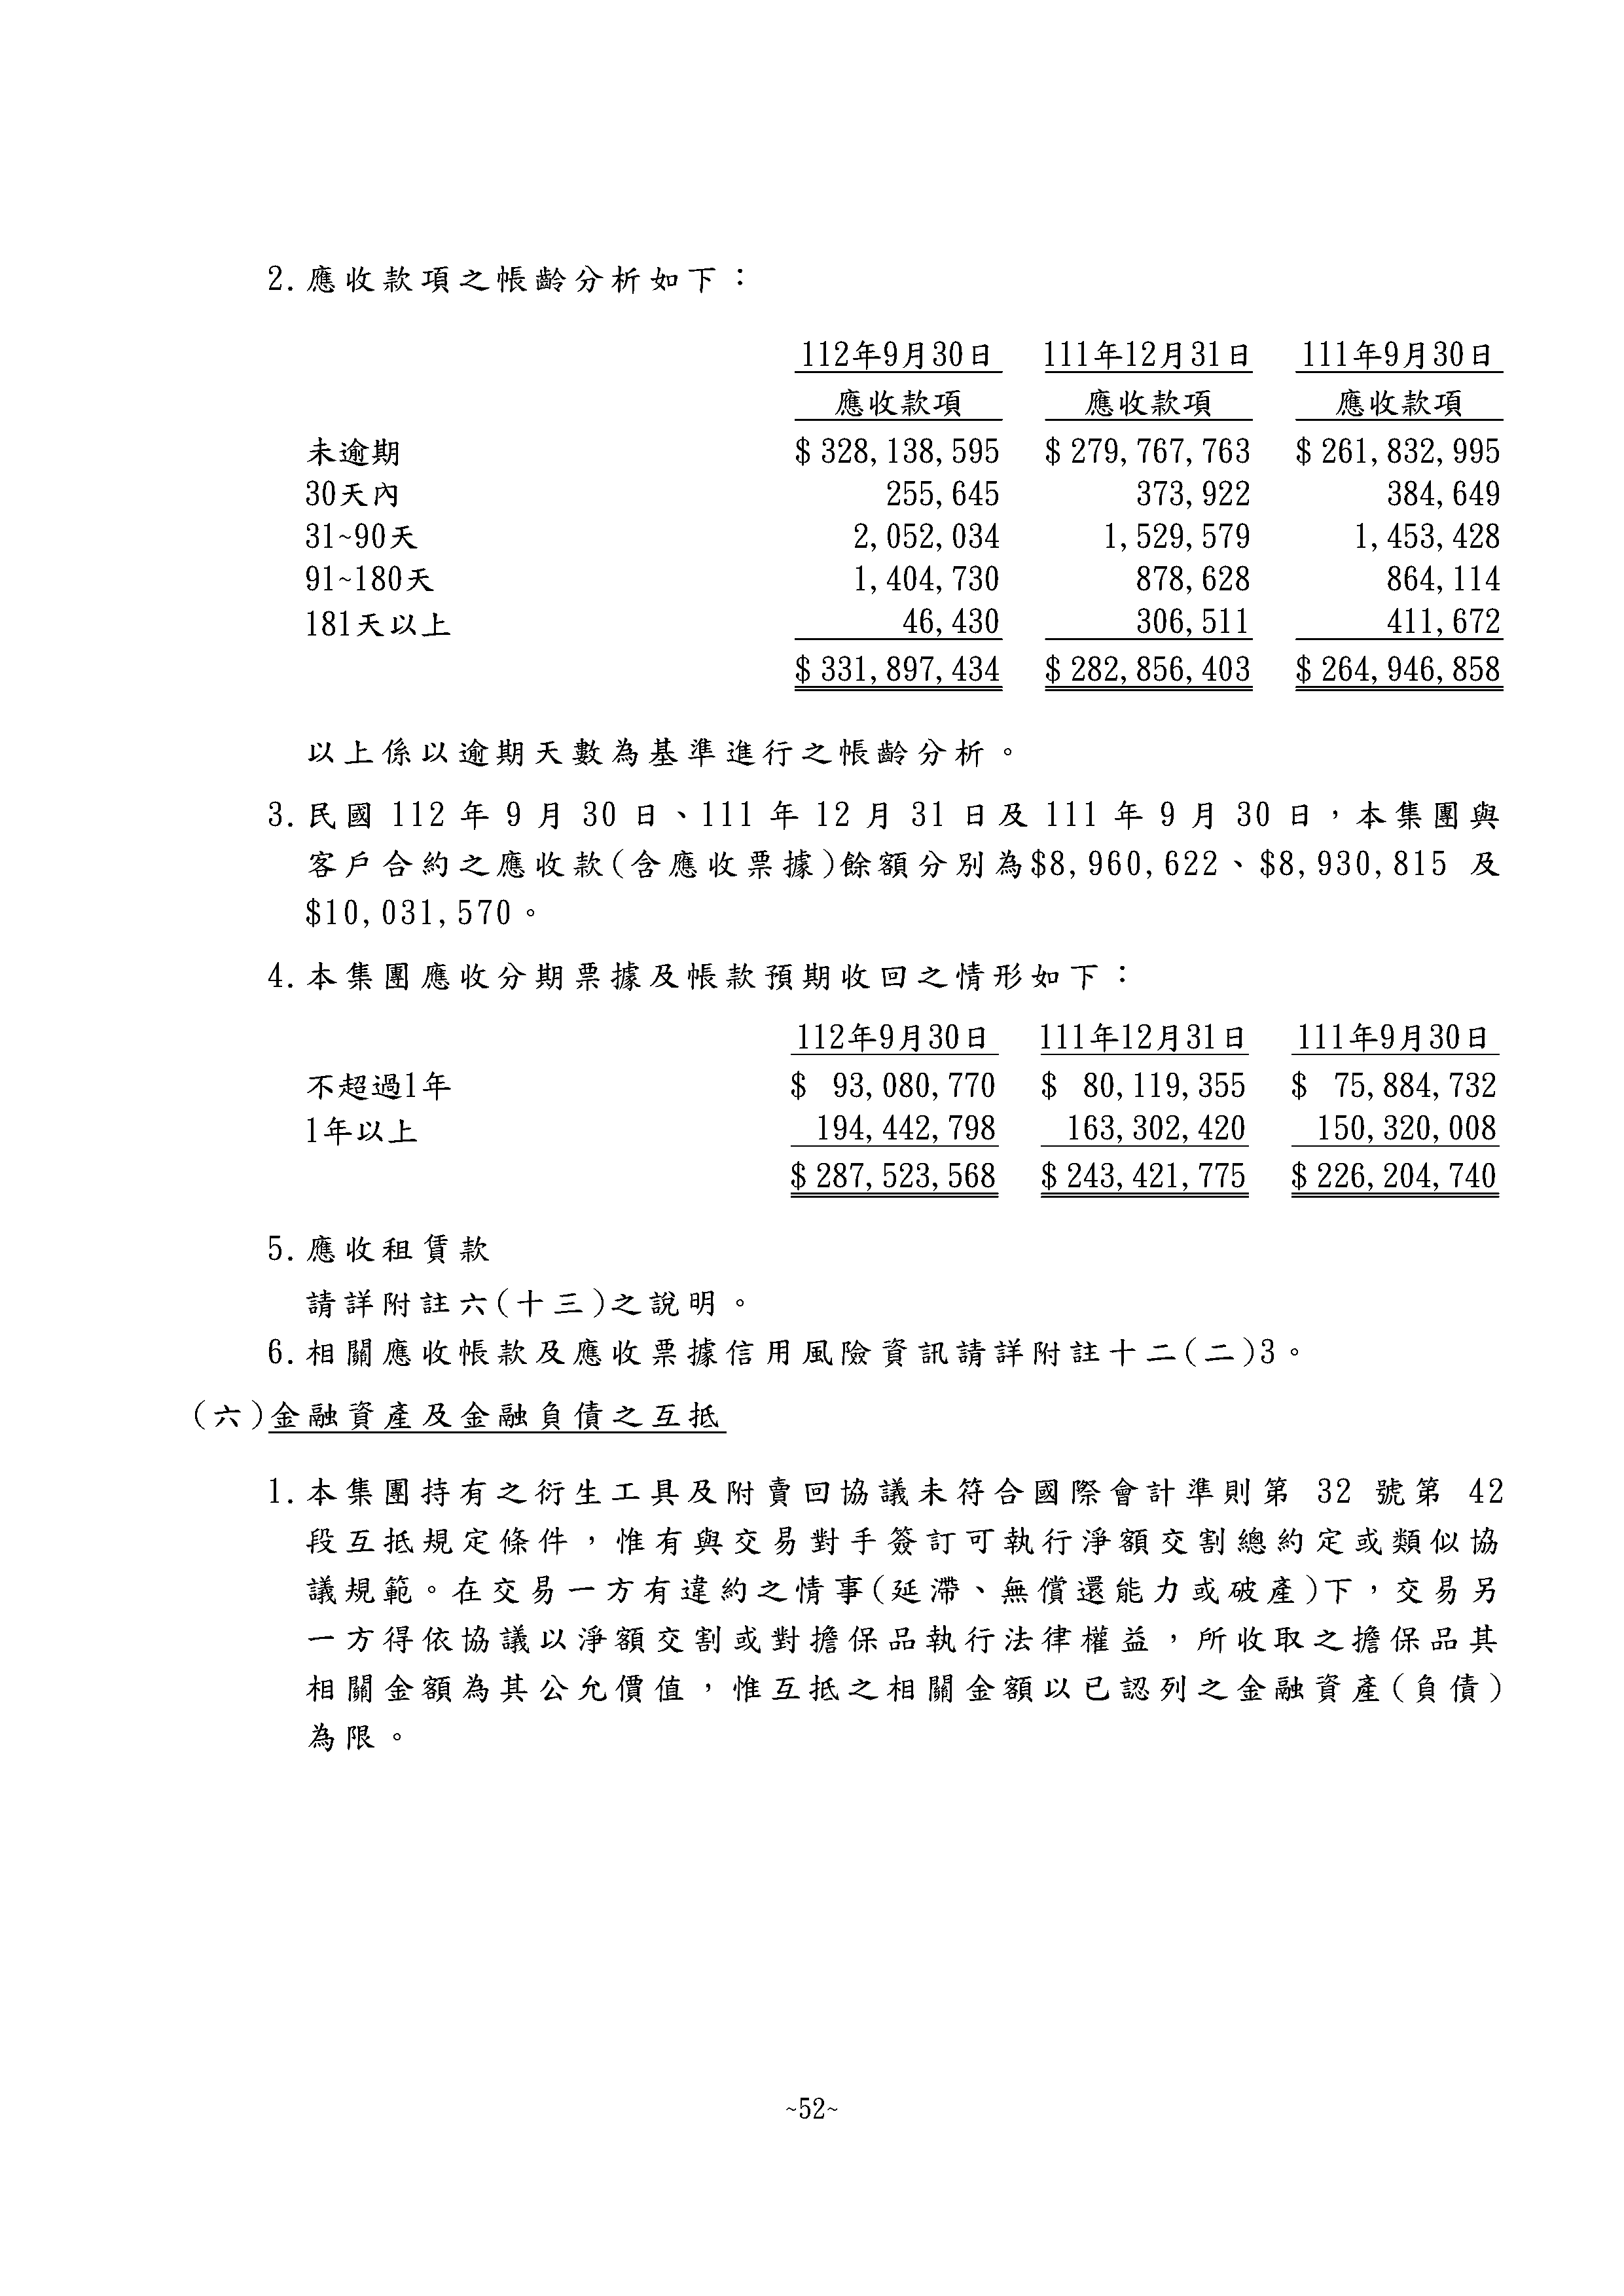 2.應收款項之帳齡分析如下：
112年9月30日 111年12月31日 111年9月30日
應收款項 應收款項 應收款項
未逾期 $ 328,138,595 $ 279,767,763 $ 261,832,995
30天內 255,645 373,922 384,649
31~90天 2,052,034 1,529,579 1,453,428
91~180天 1,404,730 878,628 864,114
181天以上 46,430 306,511 411,672
$ 331,897,434 $ 282,856,403 $ 264,946,858
以上係以逾期天數為基準進行之帳齡分析。
3.民國 112 年 9 月 30 日、111 年 12 月 31 日及 111 年 9 月 30 日，本集團與
客戶合約之應收款(含應收票據)餘額分別為$8,960,622、$8,930,815 及
$10,031,570。
4.本集團應收分期票據及帳款預期收回之情形如下：
112年9月30日 111年12月31日 111年9月30日
不超過1年 $ 93,080,770 $ 80,119,355 $ 75,884,732
1年以上 194,442,798 163,302,420 150,320,008
$ 287,523,568 $ 243,421,775 $ 226,204,740
5.應收租賃款
請詳附註六(十三)之說明。
6.相關應收帳款及應收票據信用風險資訊請詳附註十二(二)3。
(六)金融資產及金融負債之互抵
1.本集團持有之衍生工具及附賣回協議未符合國際會計準則第 32 號第 42
段互抵規定條件，惟有與交易對手簽訂可執行淨額交割總約定或類似協
議規範。在交易一方有違約之情事(延滯、無償還能力或破產)下，交易另
一方得依協議以淨額交割或對擔保品執行法律權益，所收取之擔保品其
相關金額為其公允價值，惟互抵之相關金額以已認列之金融資產(負債)
為限。
~52~